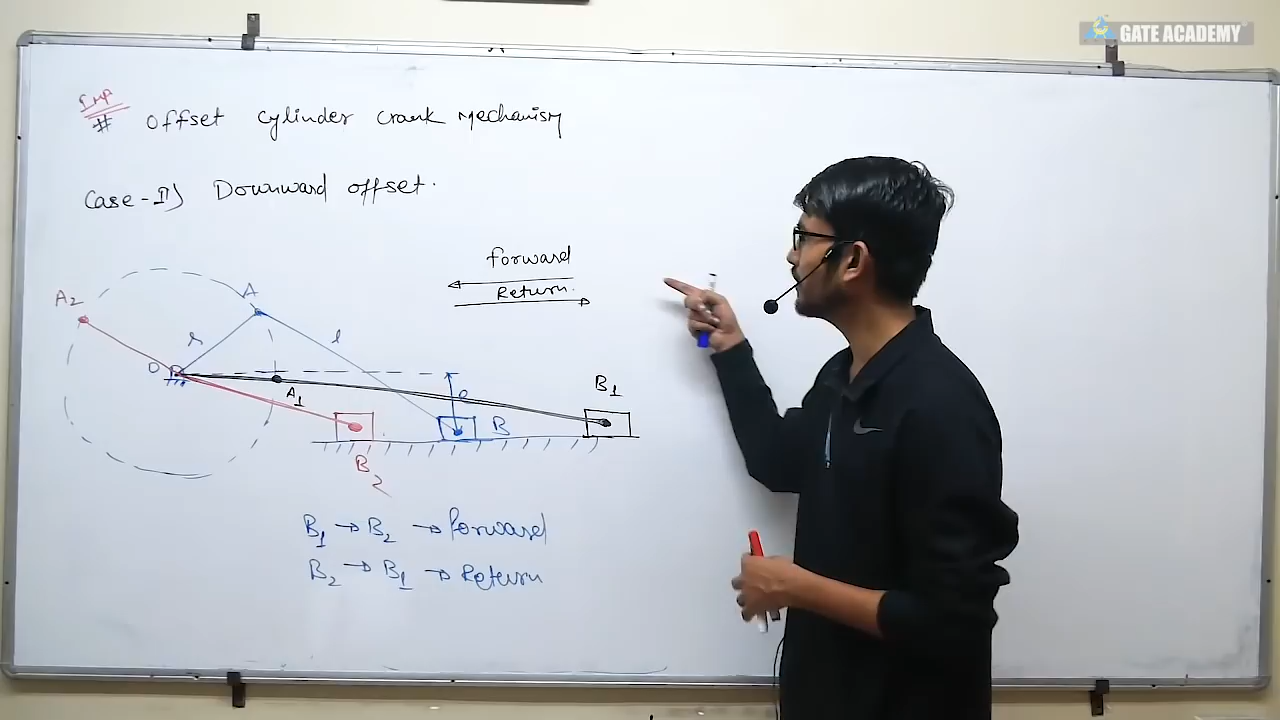 GATE ACADEMY
IMP
# Offset cylinder crank Mechanism
Case-II) Downward offset.
forward
Return.
A2
A
r
l
O
A1
e
B1
B
B2
B1 → B2 → forward
B2 → B1 → Return